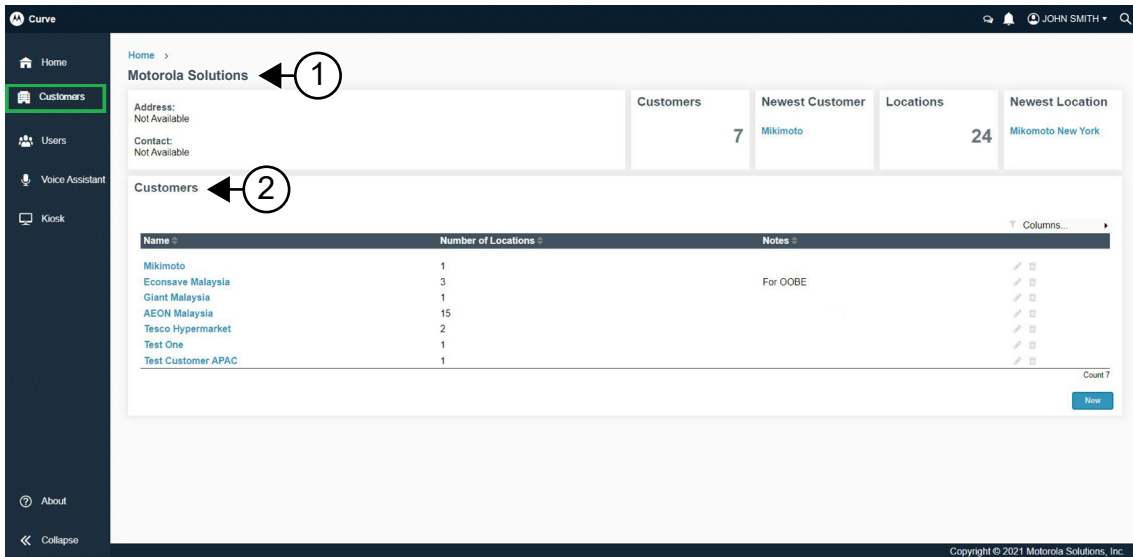 Curve
JOHN SMITH
Home
Customers
Users
Voice Assistant
Kiosk
About
Collapse
Home ›
Motorola Solutions
1
Address:
Not Available
Contact:
Not Available
Customers
7
Newest Customer
Mikimoto
Locations
24
Newest Location
Mikomoto New York
Customers
2
Columns...
Name Number of Locations Notes
Mikimoto 1
Econsave Malaysia 3 For OOBE
Giant Malaysia 1
AEON Malaysia 15
Tesco Hypermarket 2
Test One 1
Test Customer APAC 1
Count 7
New
Copyright © 2021 Motorola Solutions, Inc.